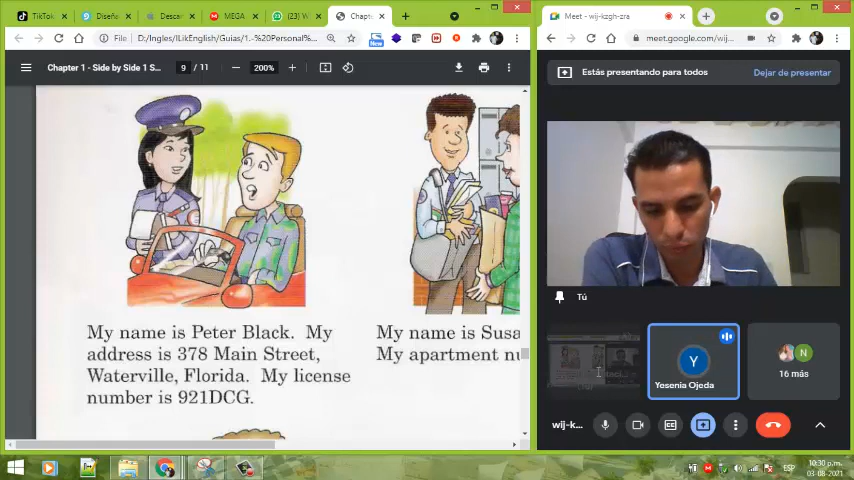 TikTok
Diseña
Descar
MEGA
(23) W
Chapt
Meet - wij-kzgh-zra
D:/Ingles/ILikEnglish/Guias/1.-%20Personal...
New
meet.google.com/wij...
Chapter 1 - Side by Side 1 S...
9 / 11
200%
Estás presentando para todos
Dejar de presentar
My name is Peter Black. My
address is 378 Main Street,
Waterville, Florida. My license
number is 921DCG.
My name is Susa
My apartment nu
Tú
Y
Yesenia Ojeda
N
16 más
wij-k...
ESP
10:30 p.m.
03-08-2021